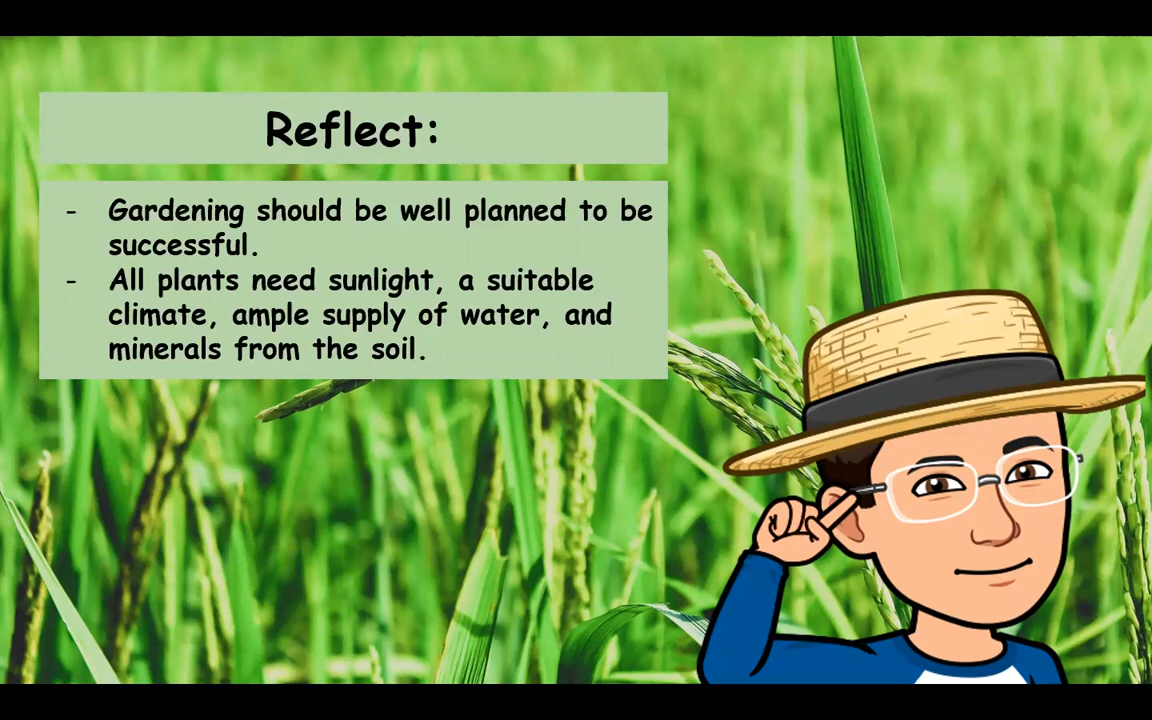 Reflect:
- Gardening should be well planned to be
successful.
- All plants need sunlight, a suitable
climate, ample supply of water, and
minerals from the soil.